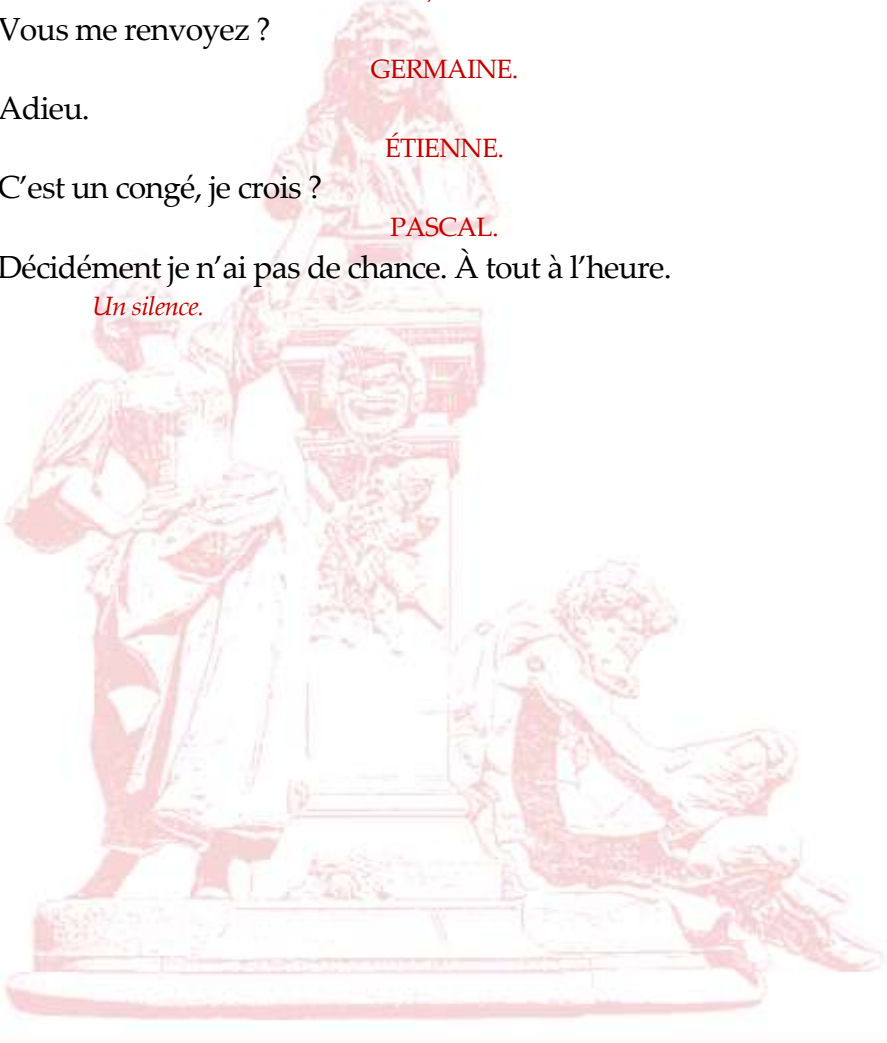 Vous me renvoyez ?
GERMAINE.
Adieu.
ÉTIENNE.
C’est un congé, je crois ?
PASCAL.
Décidément je n’ai pas de chance. À tout à l’heure.
Un silence.